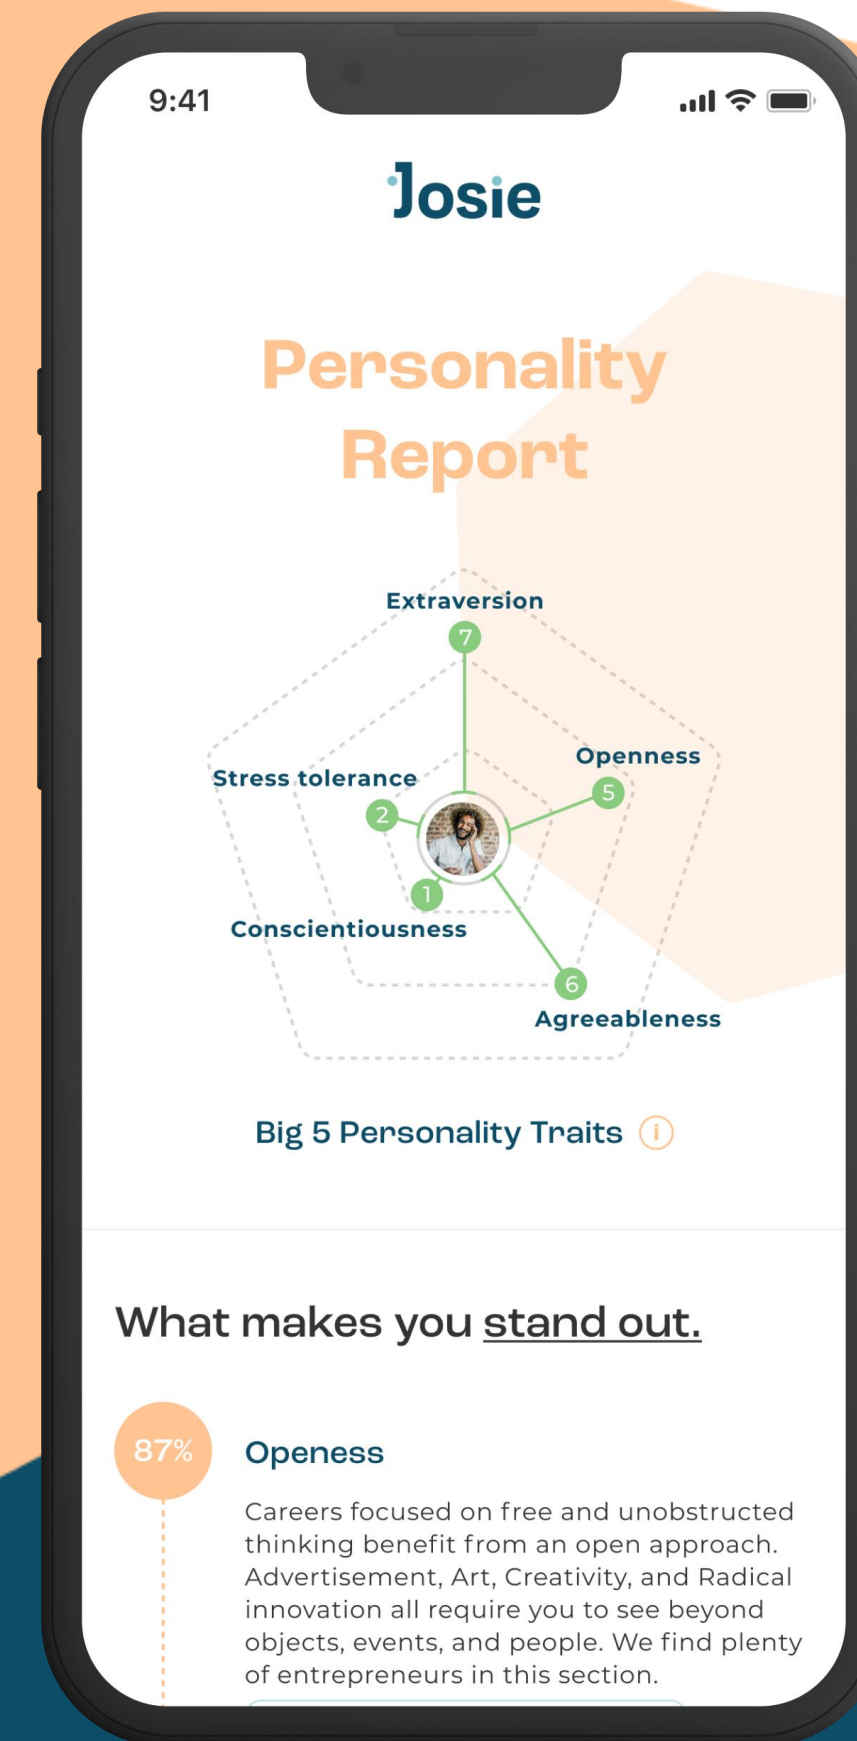 9:41
Josie
Personality
Report
Extraversion
7
Openness
5
Stress tolerance
2
1
Conscientiousness
6
Agreeableness
Big 5 Personality Traits i
What makes you stand out.
87%
Openess
Careers focused on free and unobstructed
thinking benefit from an open approach.
Advertisement, Art, Creativity, and Radical
innovation all require you to see beyond
objects, events, and people. We find plenty
of entrepreneurs in this section.